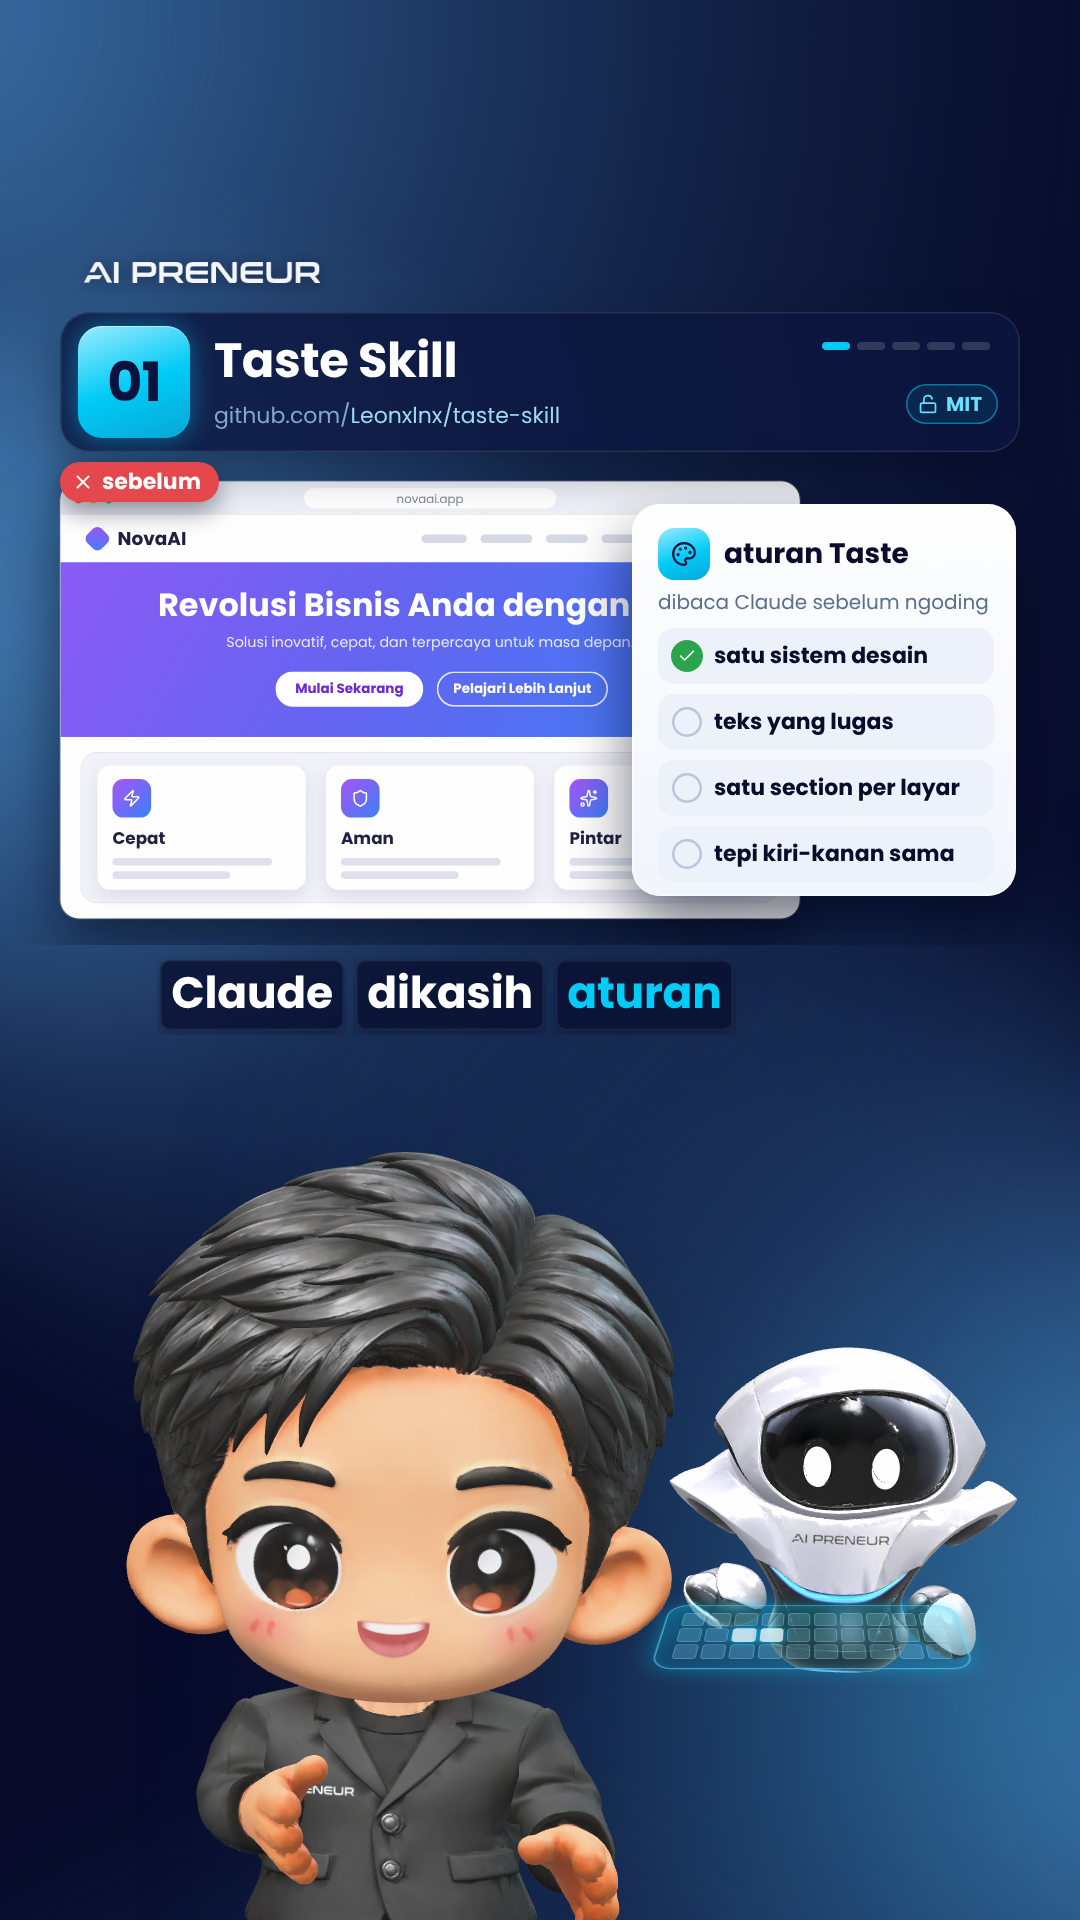 AI PRENEUR
01
Taste Skill
github.com/Leonxlnx/taste-skill
MIT
sebelum
novaai.app
NovaAI
Revolusi Bisnis Anda dengan
Solusi inovatif, cepat, dan terpercaya untuk masa depan.
Mulai Sekarang
Pelajari Lebih Lanjut
Cepat
Aman
Pintar
aturan Taste
dibaca Claude sebelum ngoding
satu sistem desain
teks yang lugas
satu section per layar
tepi kiri-kanan sama
Claude dikasih aturan
AI PRENEUR
ENEUR